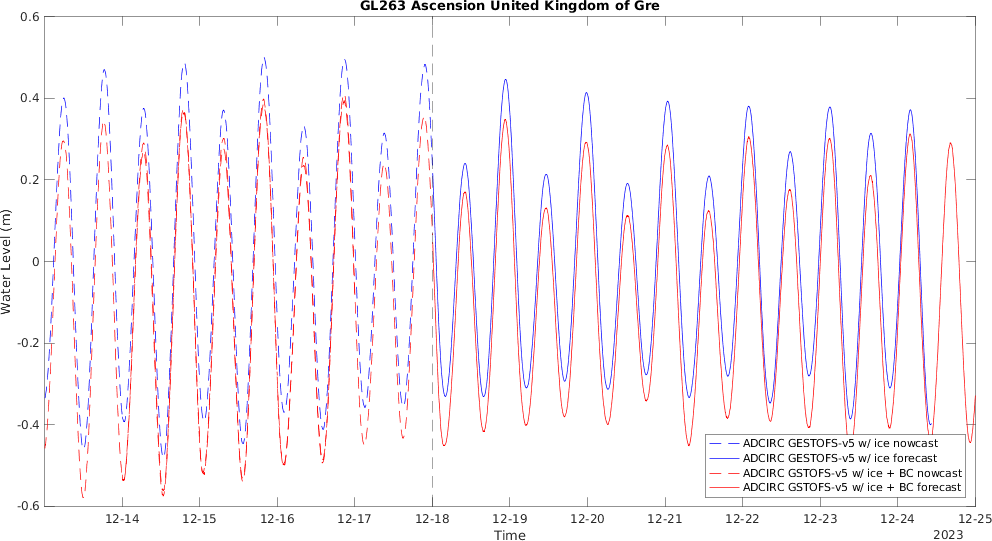 GL263 Ascension United Kingdom of Gre
0.6
0.4
0.2
0
-0.2
-0.4
-0.6
Water Level (m)
12-14 12-15 12-16 12-17 12-18 12-19 12-20 12-21 12-22 12-23 12-24 12-25
Time
2023
ADCIRC GESTOFS-v5 w/ ice nowcast
ADCIRC GESTOFS-v5 w/ ice forecast
ADCIRC GSTOFS-v5 w/ ice + BC nowcast
ADCIRC GSTOFS-v5 w/ ice + BC forecast